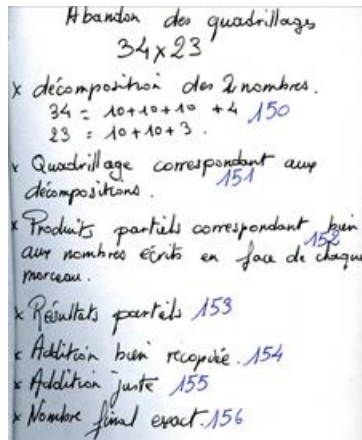 Abandon des quadrillages
34 x 23
x décomposition des 2 nombres.
34 = 10+10+10 +4 150
23 = 10+10+3.
x Quadrillage correspondant aux
décompositions. 151
x Produits partiels correspondant bien
aux nombres écrits en face de chaque 152
morceau.
x Résultats partiels 153
x Addition bien recopiée. 154
x Addition juste 155
x Nombre final exact. 156